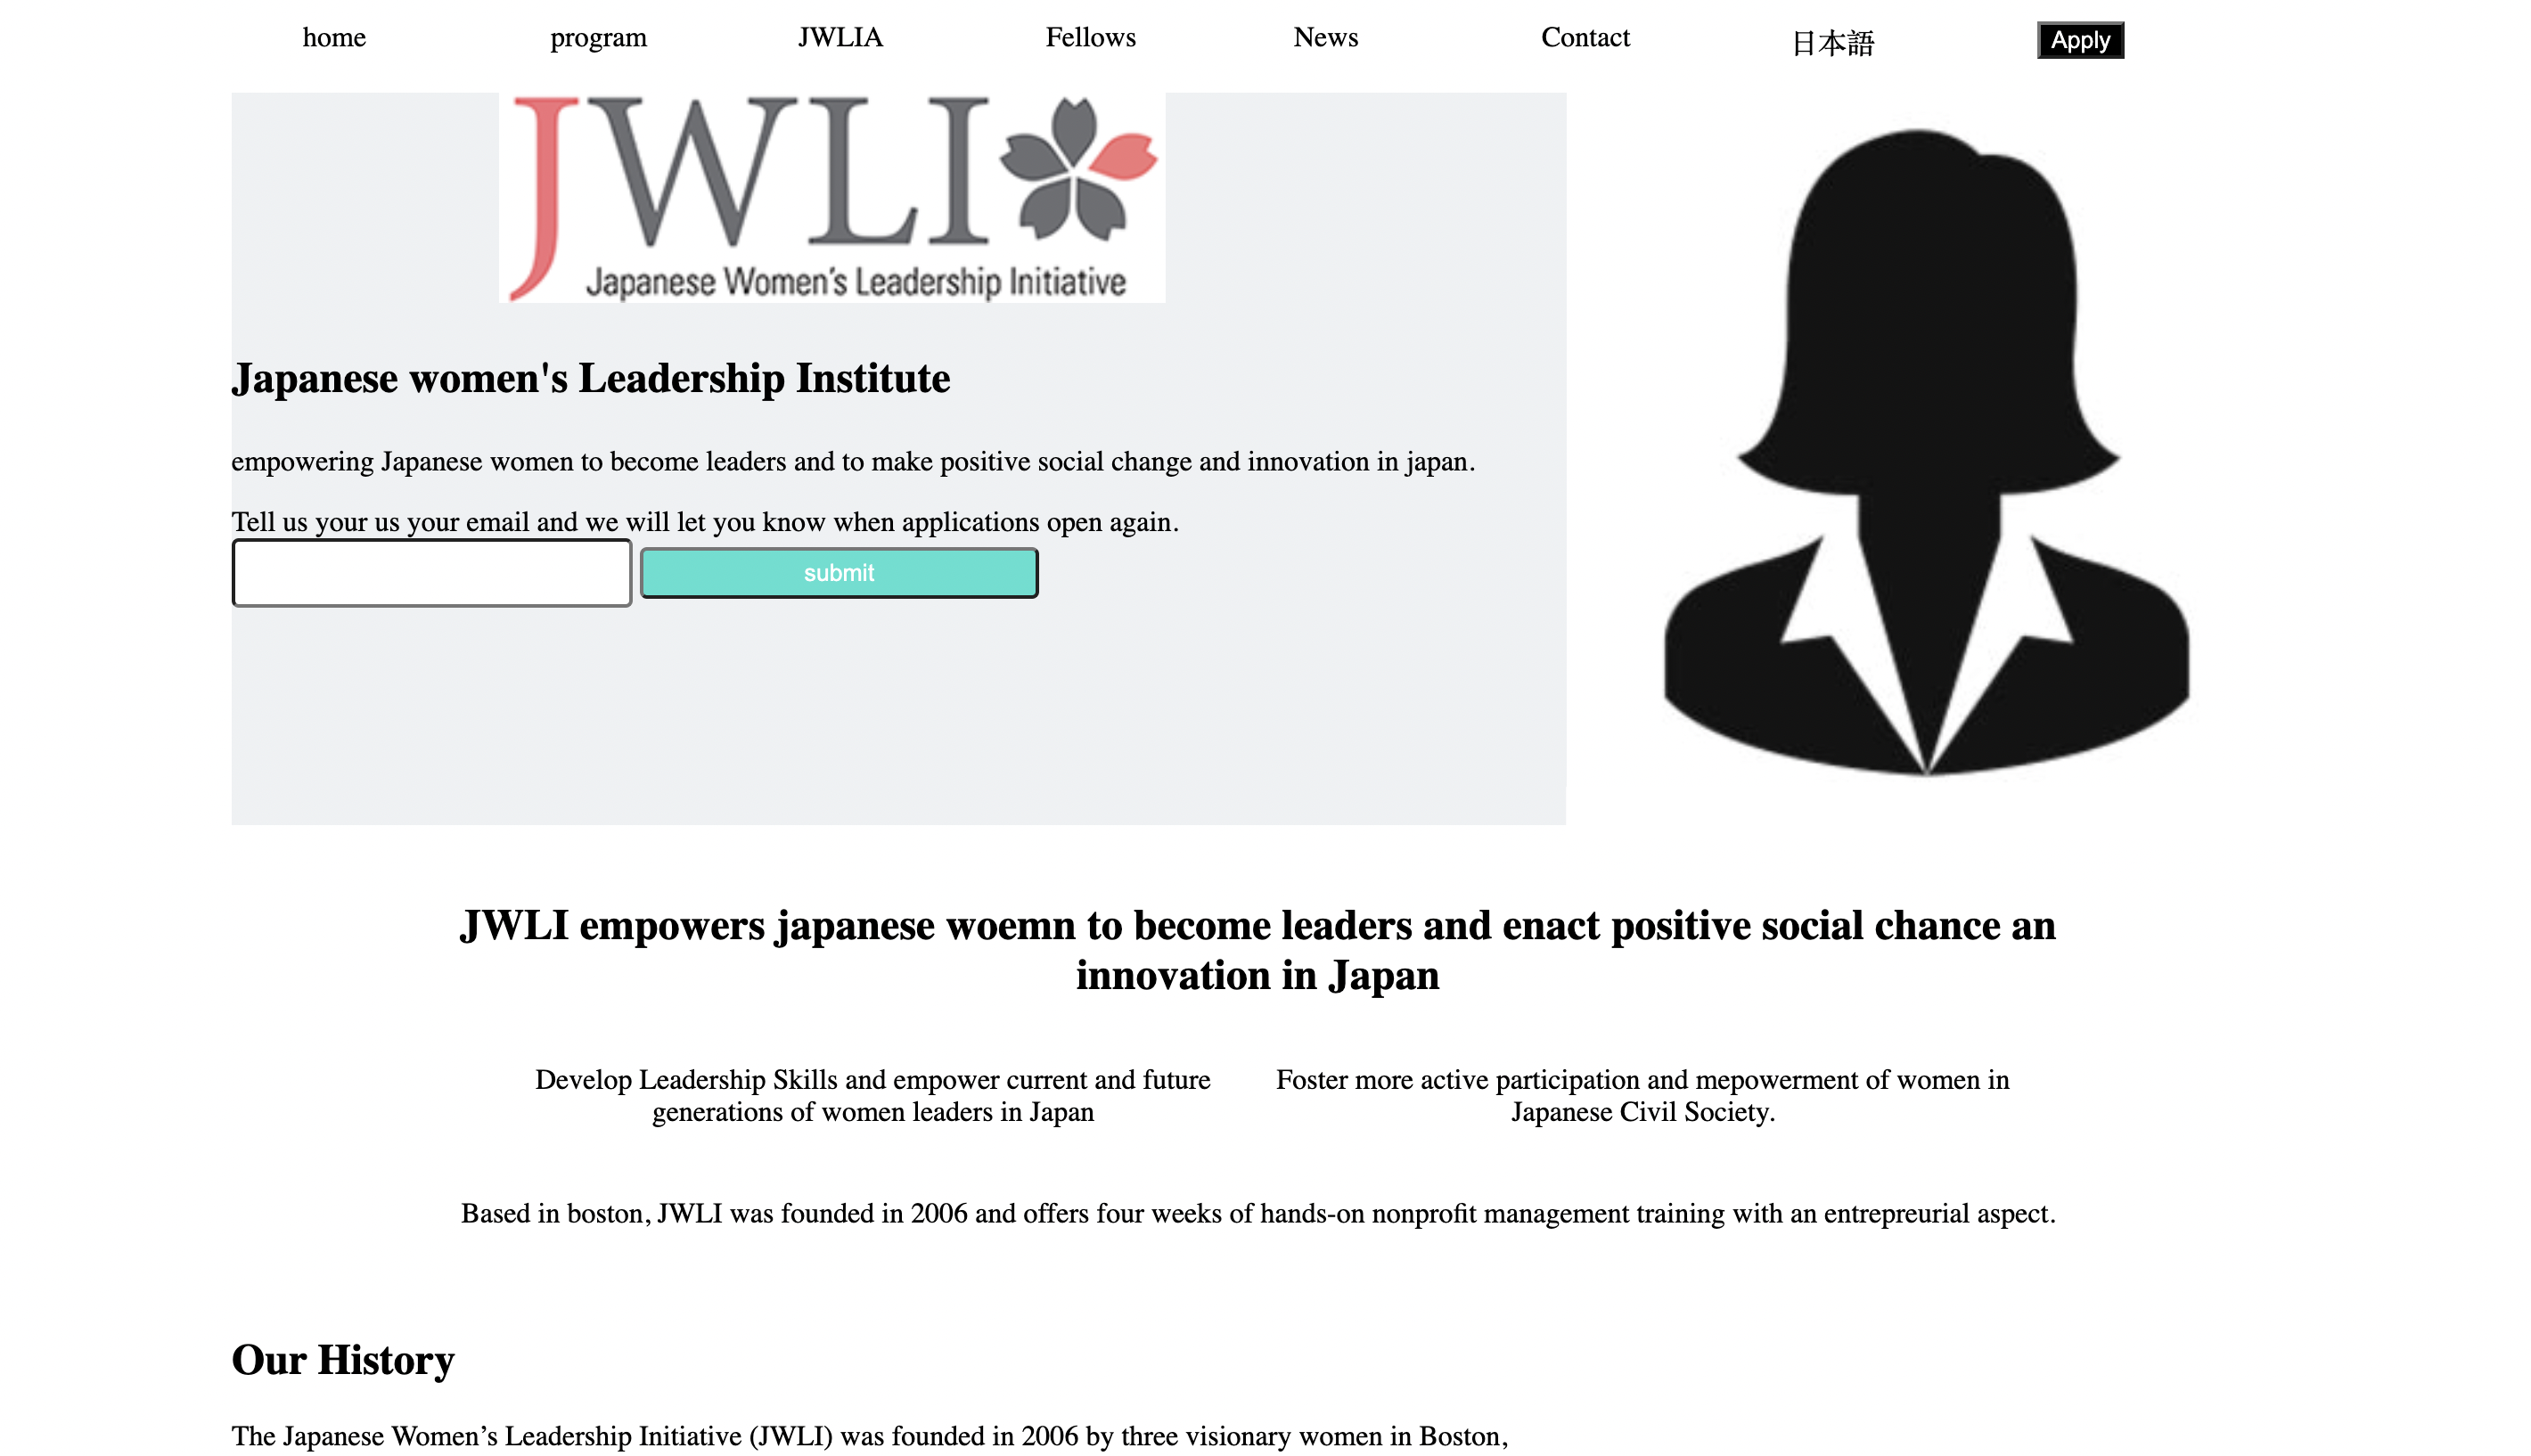 home program JWLIA Fellows News Contact 日本語 Apply
JWLI
Japanese Women's Leadership Initiative
Japanese women's Leadership Institute
empowering Japanese women to become leaders and to make positive social change and innovation in japan.
Tell us your us your email and we will let you know when applications open again.
submit
JWLI empowers japanese woemn to become leaders and enact positive social chance an
innovation in Japan
Develop Leadership Skills and empower current and future
generations of women leaders in Japan
Foster more active participation and mepowerment of women in
Japanese Civil Society.
Based in boston, JWLI was founded in 2006 and offers four weeks of hands-on nonprofit management training with an entrepreurial aspect.
Our History
The Japanese Women’s Leadership Initiative (JWLI) was founded in 2006 by three visionary women in Boston,